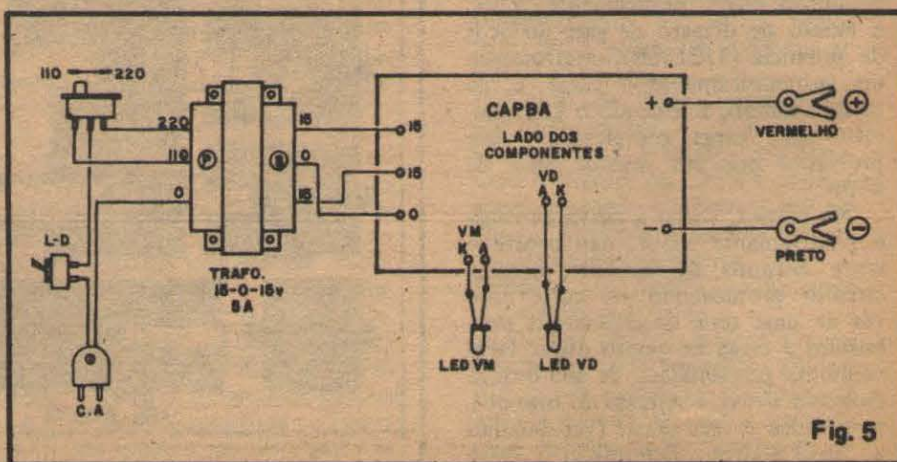 110
220
220
110
0
P
S
15
0
15
TRAFO.
15-0-15v
5A
L-D
C.A
CAPBA
LADO DOS
COMPONENTES
15
15
0
VM
K A
VD
A K
LED VM
LED VD
+
VERMELHO
+
-
PRETO
-
Fig. 5